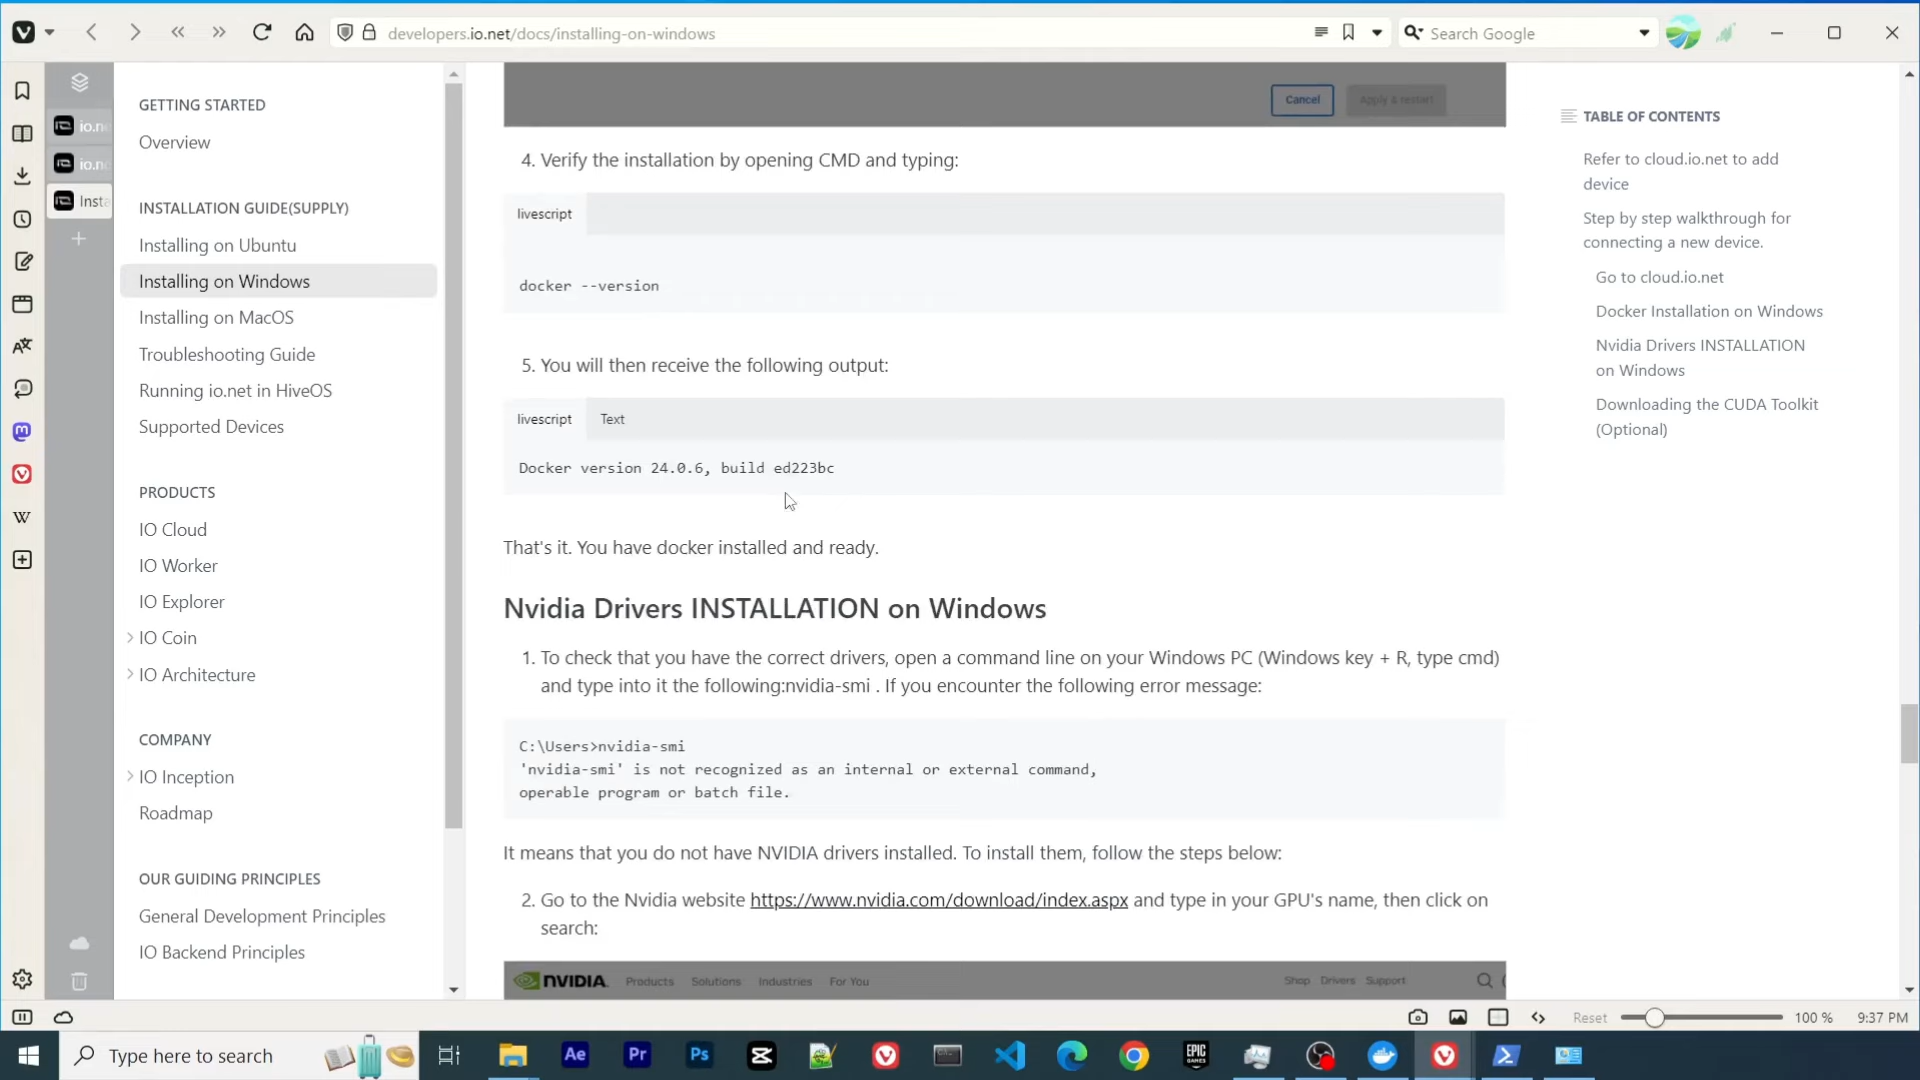 developers.io.net/docs/installing-on-windows
Search Google
io.ne
io.ne
Insta
GETTING STARTED
Overview
INSTALLATION GUIDE(SUPPLY)
Installing on Ubuntu
Installing on Windows
Installing on MacOS
Troubleshooting Guide
Running io.net in HiveOS
Supported Devices
PRODUCTS
IO Cloud
IO Worker
IO Explorer
IO Coin
IO Architecture
COMPANY
IO Inception
Roadmap
OUR GUIDING PRINCIPLES
General Development Principles
IO Backend Principles
Cancel
Apply & restart
4. Verify the installation by opening CMD and typing:
livescript
docker --version
5. You will then receive the following output:
livescript Text
Docker version 24.0.6, build ed223bc
That's it. You have docker installed and ready.
Nvidia Drivers INSTALLATION on Windows
1. To check that you have the correct drivers, open a command line on your Windows PC (Windows key + R, type cmd)
and type into it the following:nvidia-smi . If you encounter the following error message:
C:\Users>nvidia-smi
'nvidia-smi' is not recognized as an internal or external command,
operable program or batch file.
It means that you do not have NVIDIA drivers installed. To install them, follow the steps below:
2. Go to the Nvidia website https://www.nvidia.com/download/index.aspx and type in your GPU's name, then click on
search:
NVIDIA. Products Solutions Industries For You Shop Drivers Support
TABLE OF CONTENTS
Refer to cloud.io.net to add
device
Step by step walkthrough for
connecting a new device.
Go to cloud.io.net
Docker Installation on Windows
Nvidia Drivers INSTALLATION
on Windows
Downloading the CUDA Toolkit
(Optional)
Reset 100 % 9:37 PM
Type here to search
Ae
Pr
Ps
EPIC
GAMES